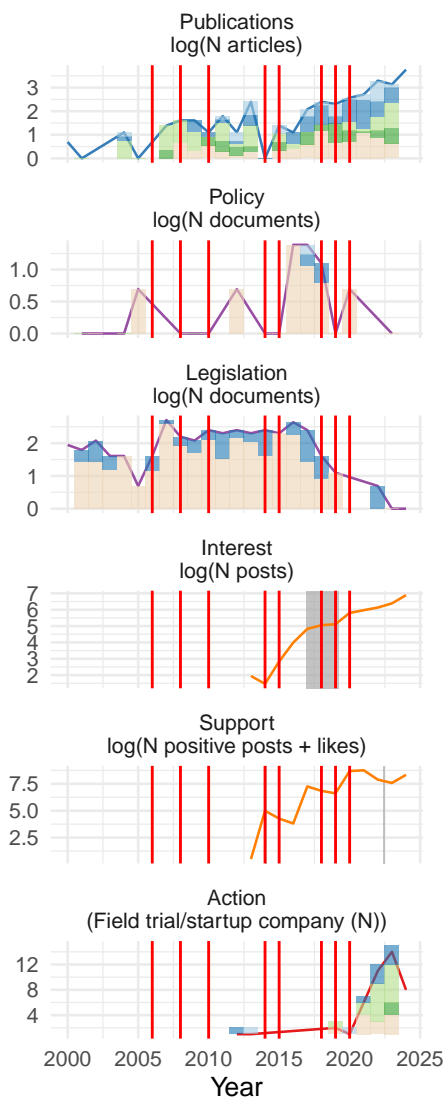 Publications
log(N articles)
3
2
1
0
Policy
log(N documents)
1.0
0.5
0.0
Legislation
log(N documents)
2
1
0
Interest
log(N posts)
7
6
5
4
3
2
Support
log(N positive posts + likes)
7.5
5.0
2.5
Action
(Field trial/startup company (N))
12
8
4
2000 2005 2010 2015 2020 2025
Year